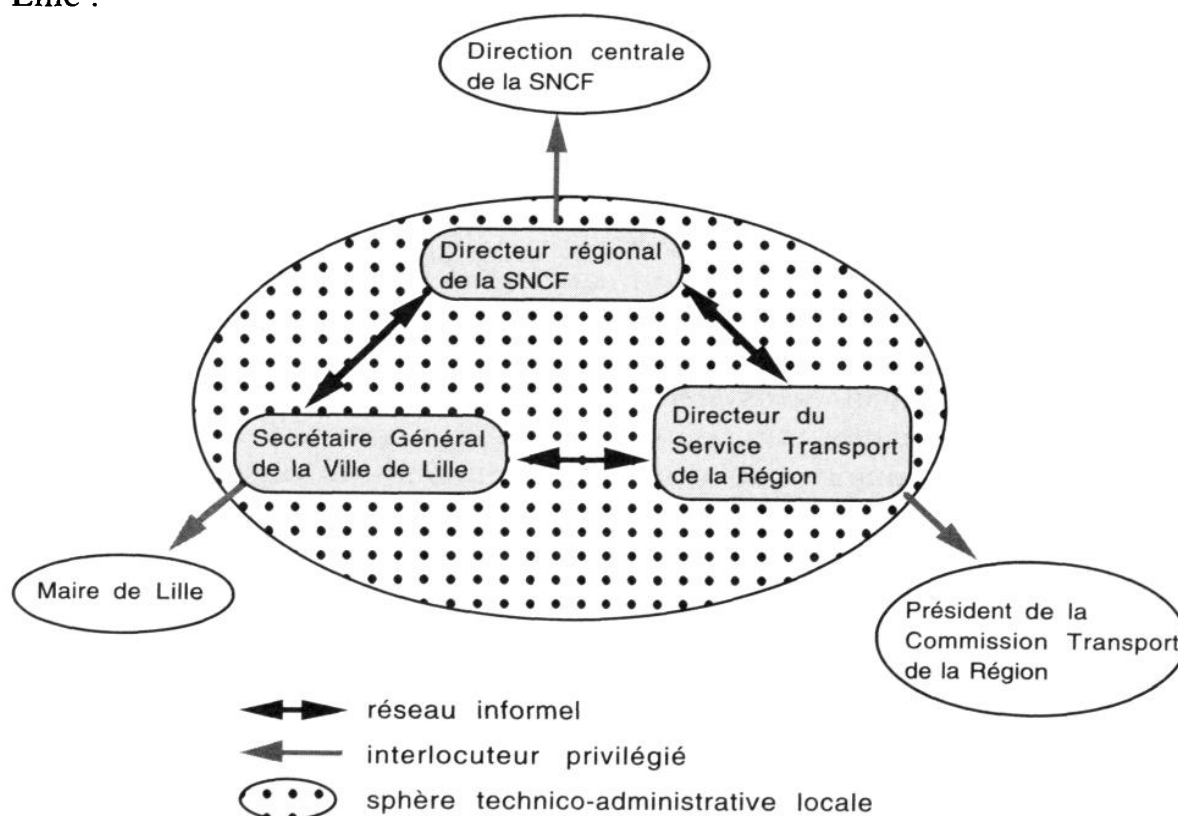 Lille :
Direction centrale
de la SNCF
Directeur régional
de la SNCF
Secrétaire Général
de la Ville de Lille
Directeur du
Service Transport
de la Région
Maire de Lille
Président de la
Commission Transport
de la Région
réseau informel
interlocuteur privilégié
sphère technico-administrative locale